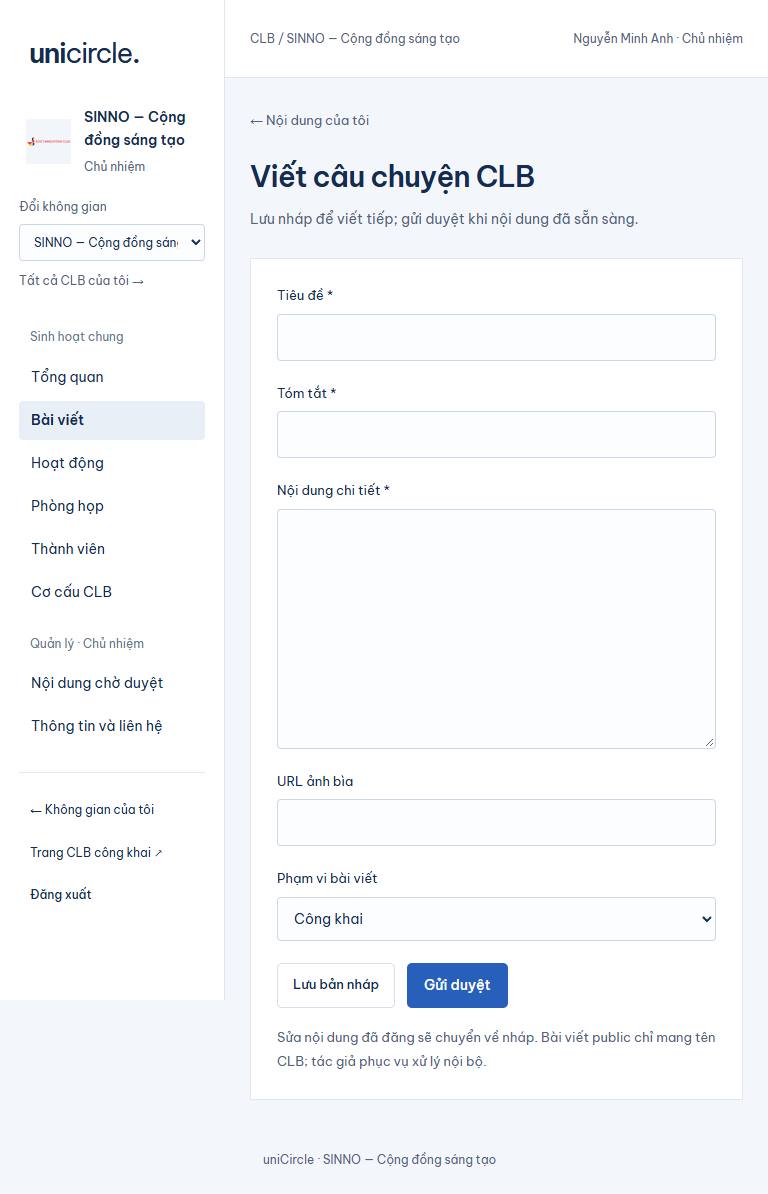 unicircle.
SINNO — Cộng
đồng sáng tạo
Chủ nhiệm
Đổi không gian
SINNO — Cộng đồng sán
Tất cả CLB của tôi →
Sinh hoạt chung
Tổng quan
Bài viết
Hoạt động
Phòng họp
Thành viên
Cơ cấu CLB
Quản lý · Chủ nhiệm
Nội dung chờ duyệt
Thông tin và liên hệ
← Không gian của tôi
Trang CLB công khai ↗
Đăng xuất
CLB / SINNO — Cộng đồng sáng tạo
Nguyễn Minh Anh · Chủ nhiệm
← Nội dung của tôi
Viết câu chuyện CLB
Lưu nháp để viết tiếp; gửi duyệt khi nội dung đã sẵn sàng.
Tiêu đề *
Tóm tắt *
Nội dung chi tiết *
URL ảnh bìa
Phạm vi bài viết
Công khai
Lưu bản nháp
Gửi duyệt
Sửa nội dung đã đăng sẽ chuyển về nháp. Bài viết public chỉ mang tên
CLB; tác giả phục vụ xử lý nội bộ.
uniCircle · SINNO — Cộng đồng sáng tạo